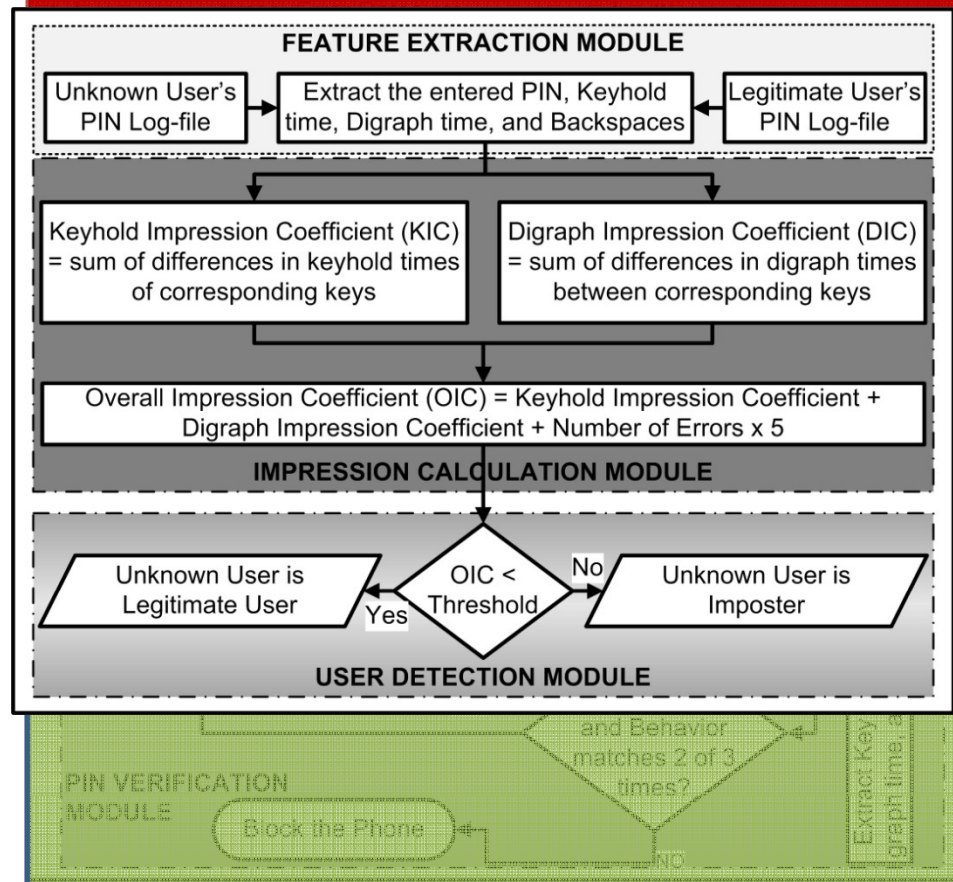 FEATURE EXTRACTION MODULE
Unknown User's
PIN Log-file
Extract the entered PIN, Keyhold
time, Digraph time, and Backspaces
Legitimate User's
PIN Log-file
Keyhold Impression Coefficient (KIC)
= sum of differences in keyhold times
of corresponding keys
Digraph Impression Coefficient (DIC)
= sum of differences in digraph times
between corresponding keys
Overall Impression Coefficient (OIC) = Keyhold Impression Coefficient +
Digraph Impression Coefficient + Number of Errors x 5
IMPRESSION CALCULATION MODULE
Unknown User is
Legitimate User
Yes
OIC <
Threshold
No
Unknown User is
Imposter
USER DETECTION MODULE
and Behavior
matches 2 of 3
times?
PIN VERIFICATION
MODULE
Block the Phone
NO
Extract Key
graph time, a